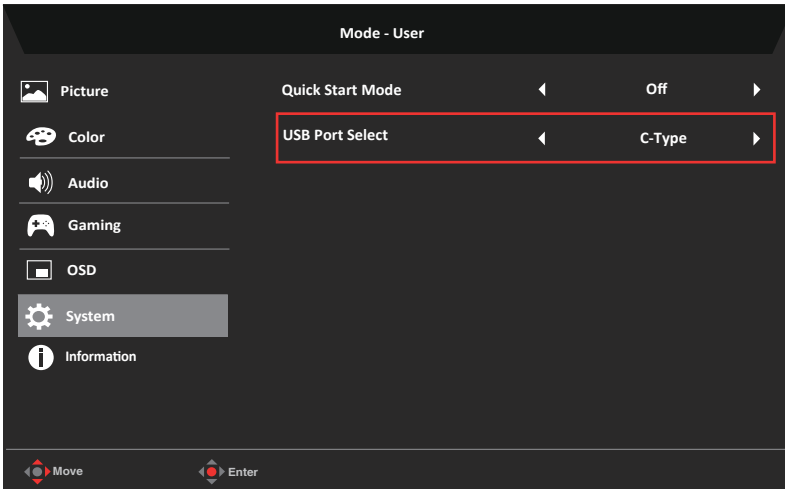 Mode - User
Picture
Quick Start Mode
Off
Color
USB Port Select
C-Type
Audio
Gaming
OSD
System
Information
Move
Enter